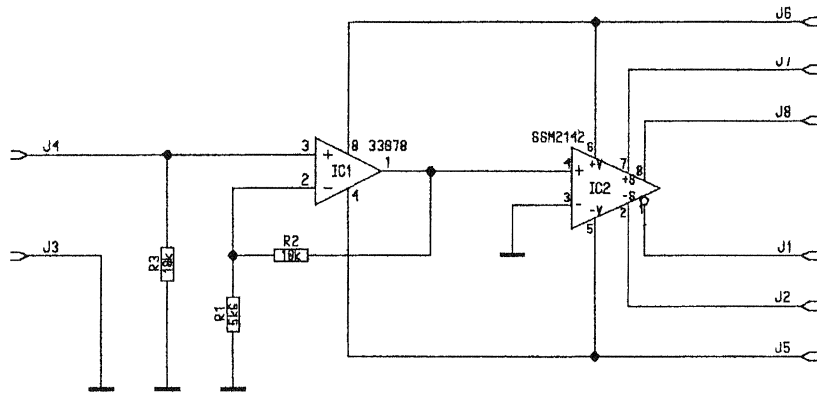 J6
J7
J8
SSM2142
J4
3
+
8
33078
1
IC1
2
-
4
6
+V
7
8
4
+
+S
IC2
-S
1
3
-
-V
2
5
R2
10k
J3
R3
10k
R1
5k6
J1
J2
J5